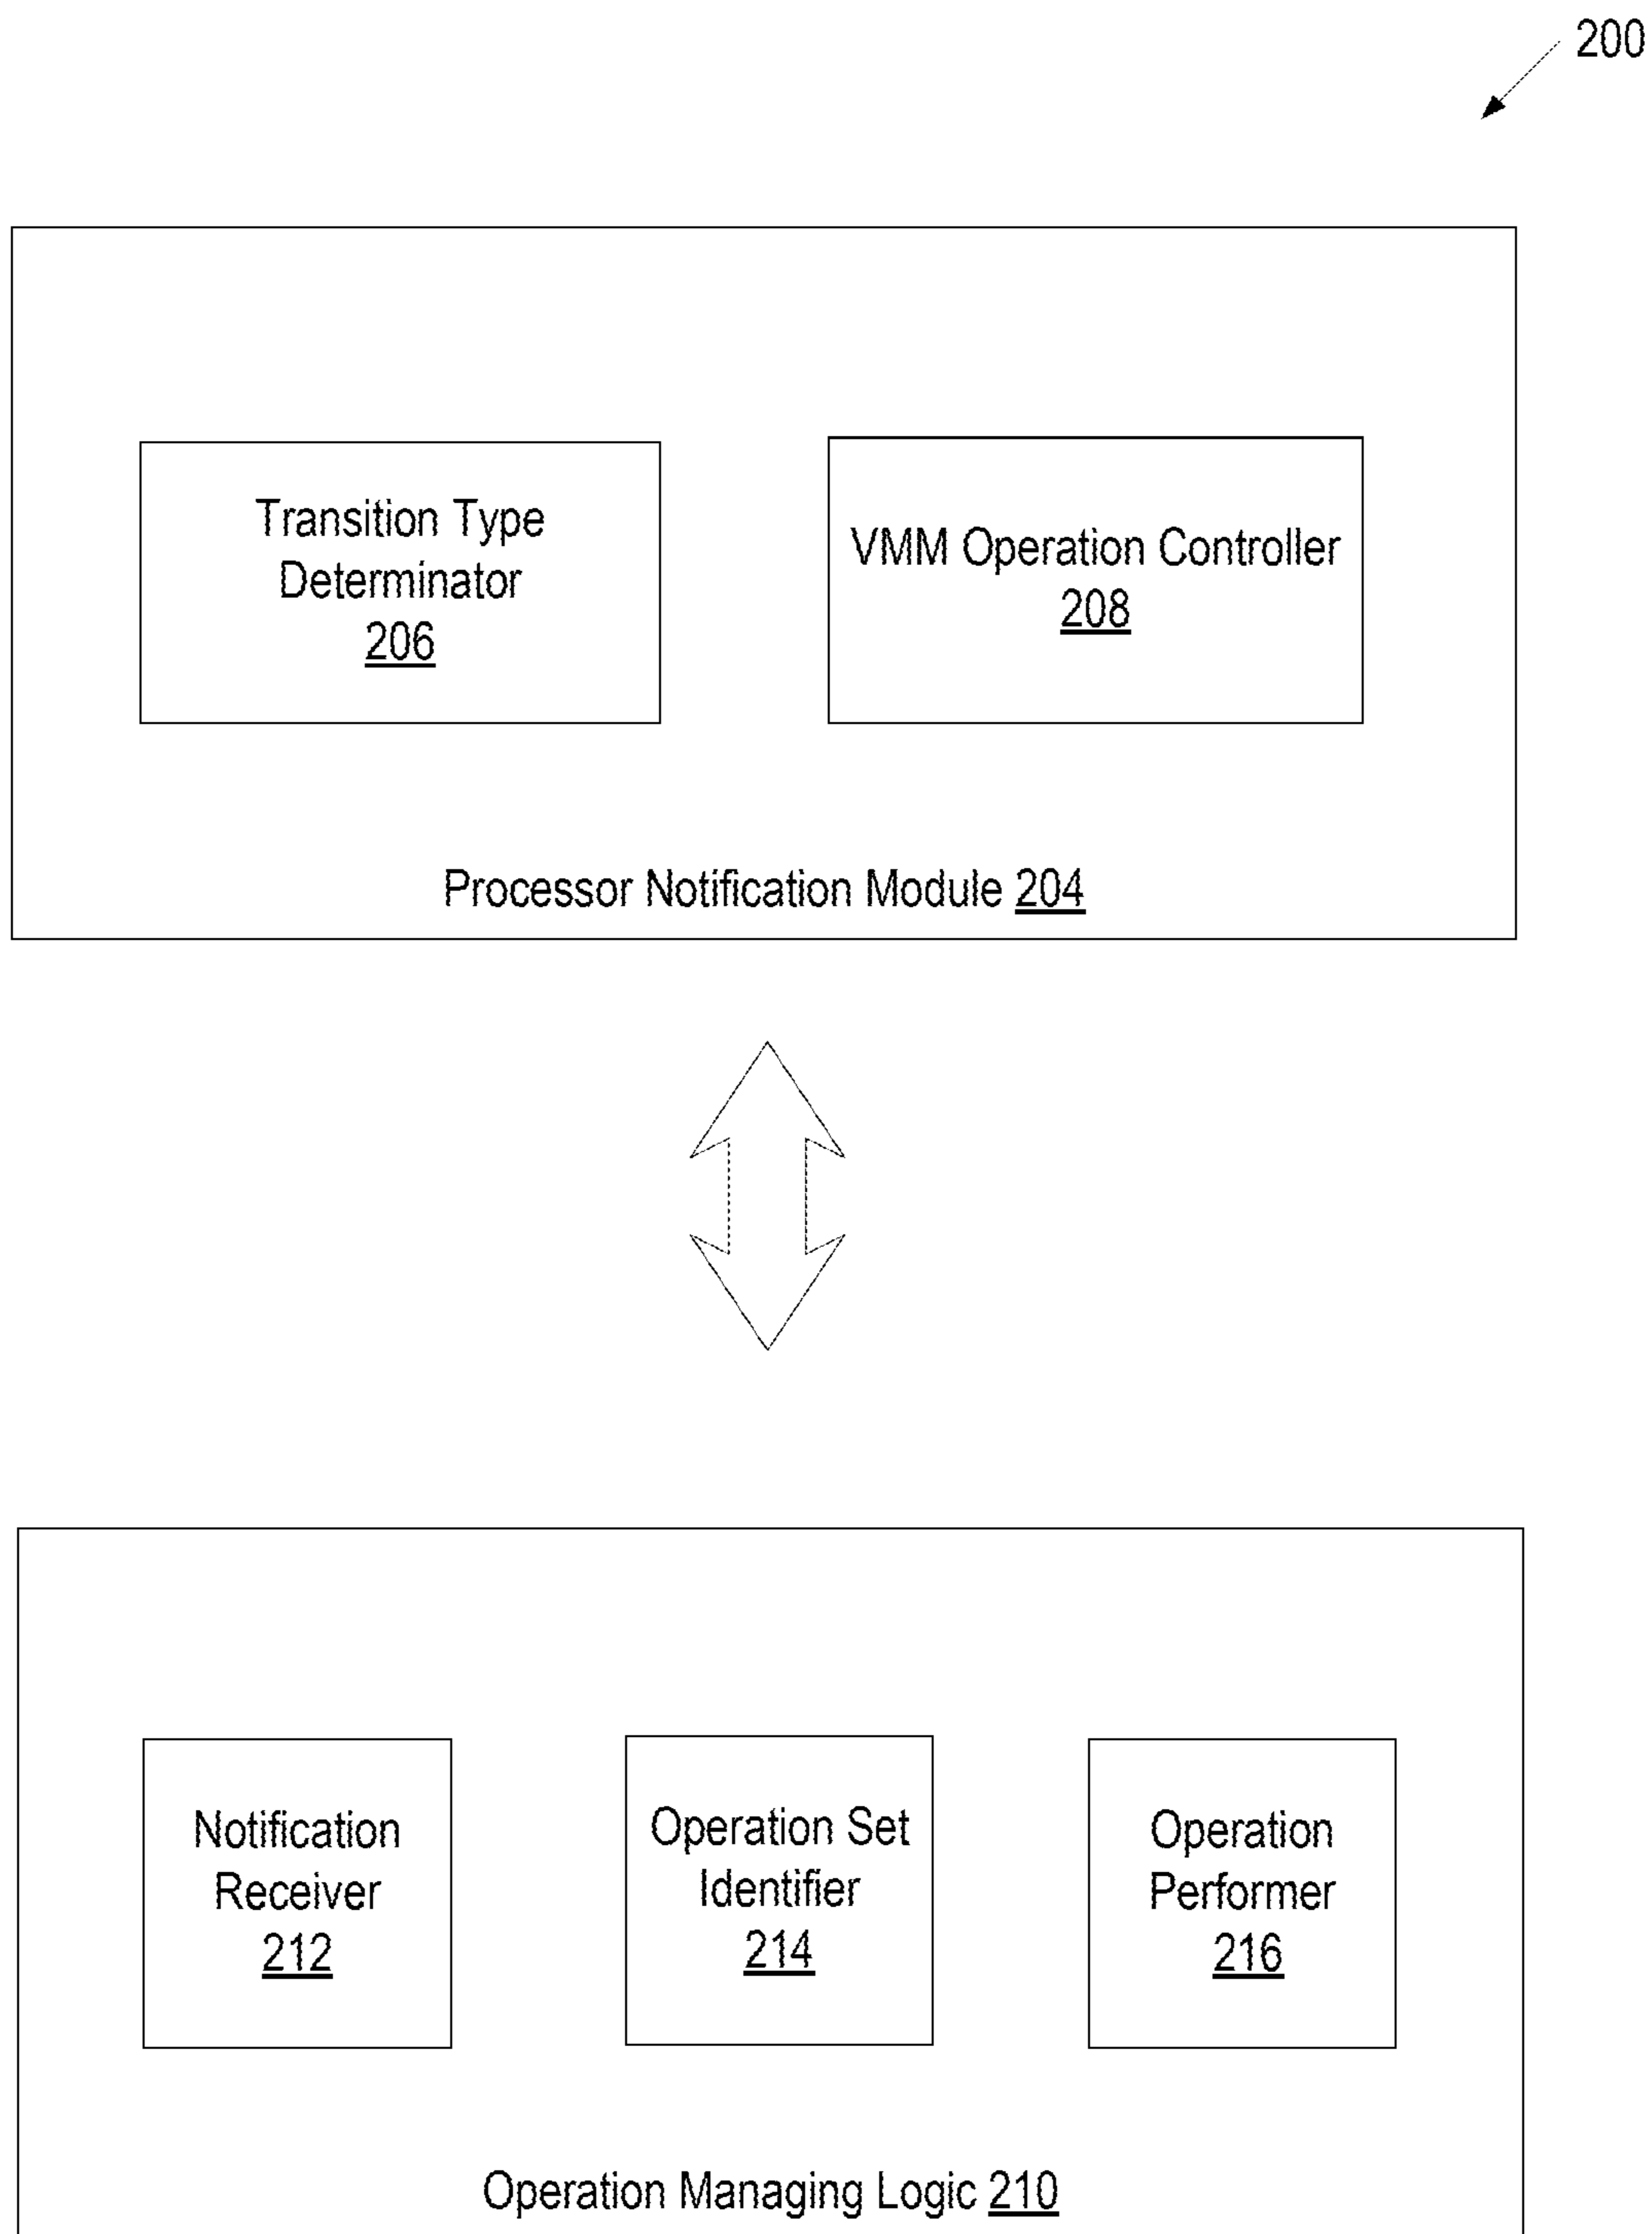 200
Transition Type
Determinator
206
VMM Operation Controller
208
Processor Notification Module 204
Notification
Receiver
212
Operation Set
Identifier
214
Operation
Performer
216
Operation Managing Logic 210